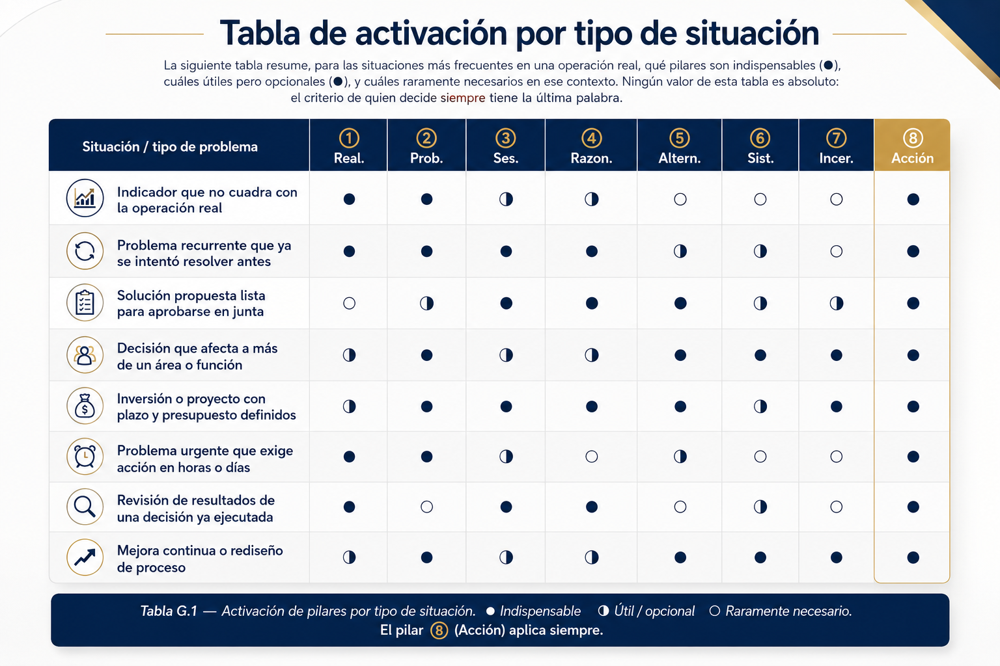 Tabla de activación por tipo de situación
La siguiente tabla resume, para las situaciones más frecuentes en una operación real, qué pilares son indispensables (●),
cuáles útiles pero opcionales (●), y cuáles raramente necesarios en ese contexto. Ningún valor de esta tabla es absoluto:
el criterio de quien decide siempre tiene la última palabra.
Situación / tipo de problema
① Real.
② Prob.
③ Ses.
④ Razon.
⑤ Altern.
⑥ Sist.
⑦ Incer.
⑧ Acción
Indicador que no cuadra con
la operación real
● ● ◑ ◑ ○ ○ ○ ●
Problema recurrente que ya
se intentó resolver antes
● ● ● ● ◑ ◑ ○ ●
Solución propuesta lista
para aprobarse en junta
○ ◑ ● ● ● ◑ ◑ ●
Decisión que afecta a más
de un área o función
◑ ● ◑ ◑ ● ● ● ●
$
Inversión o proyecto con
plazo y presupuesto definidos
◑ ● ● ● ● ◑ ● ●
Problema urgente que exige
acción en horas o días
● ● ◑ ○ ◑ ○ ○ ●
Revisión de resultados de
una decisión ya ejecutada
● ○ ● ● ○ ◑ ○ ●
Mejora continua o rediseño
de proceso
◑ ● ◑ ◑ ● ● ● ●
Tabla G.1 — Activación de pilares por tipo de situación. ● Indispensable ◑ Útil / opcional ○ Raramente necesario.
El pilar ⑧ (Acción) aplica siempre.